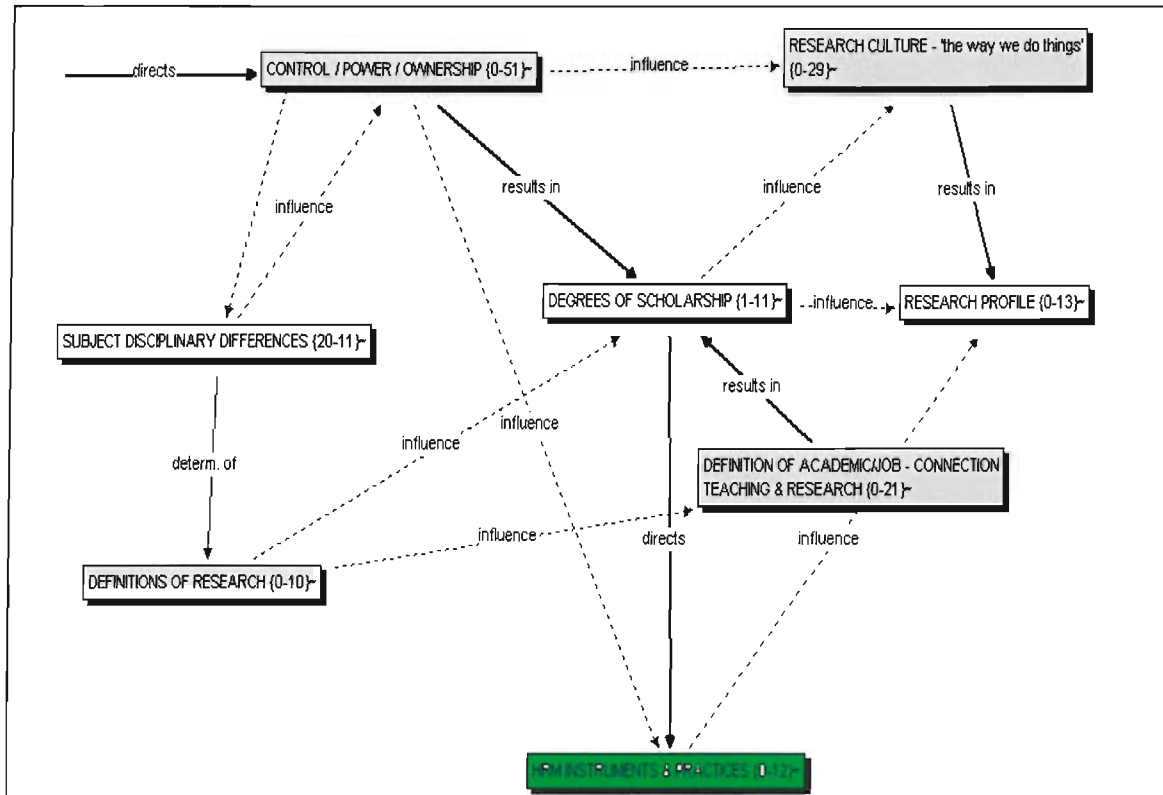 RESEARCH CULTURE - 'the way we do things'
{0-29}~
directs
CONTROL / POWER / OWNERSHIP {0-51}~
influence
results in
results in
influence
influence
DEGREES OF SCHOLARSHIP {1-11}~
influence
RESEARCH PROFILE {0-13}~
SUBJECT DISCIPLINARY DIFFERENCES {20-11}~
results in
influence
influence
determ. of
DEFINITION OF ACADEMIC/JOB - CONNECTION
TEACHING & RESEARCH {0-21}~
influence
directs
influence
DEFINITIONS OF RESEARCH {0-10}~
HRM INSTRUMENTS & PRACTICES {0-12}~